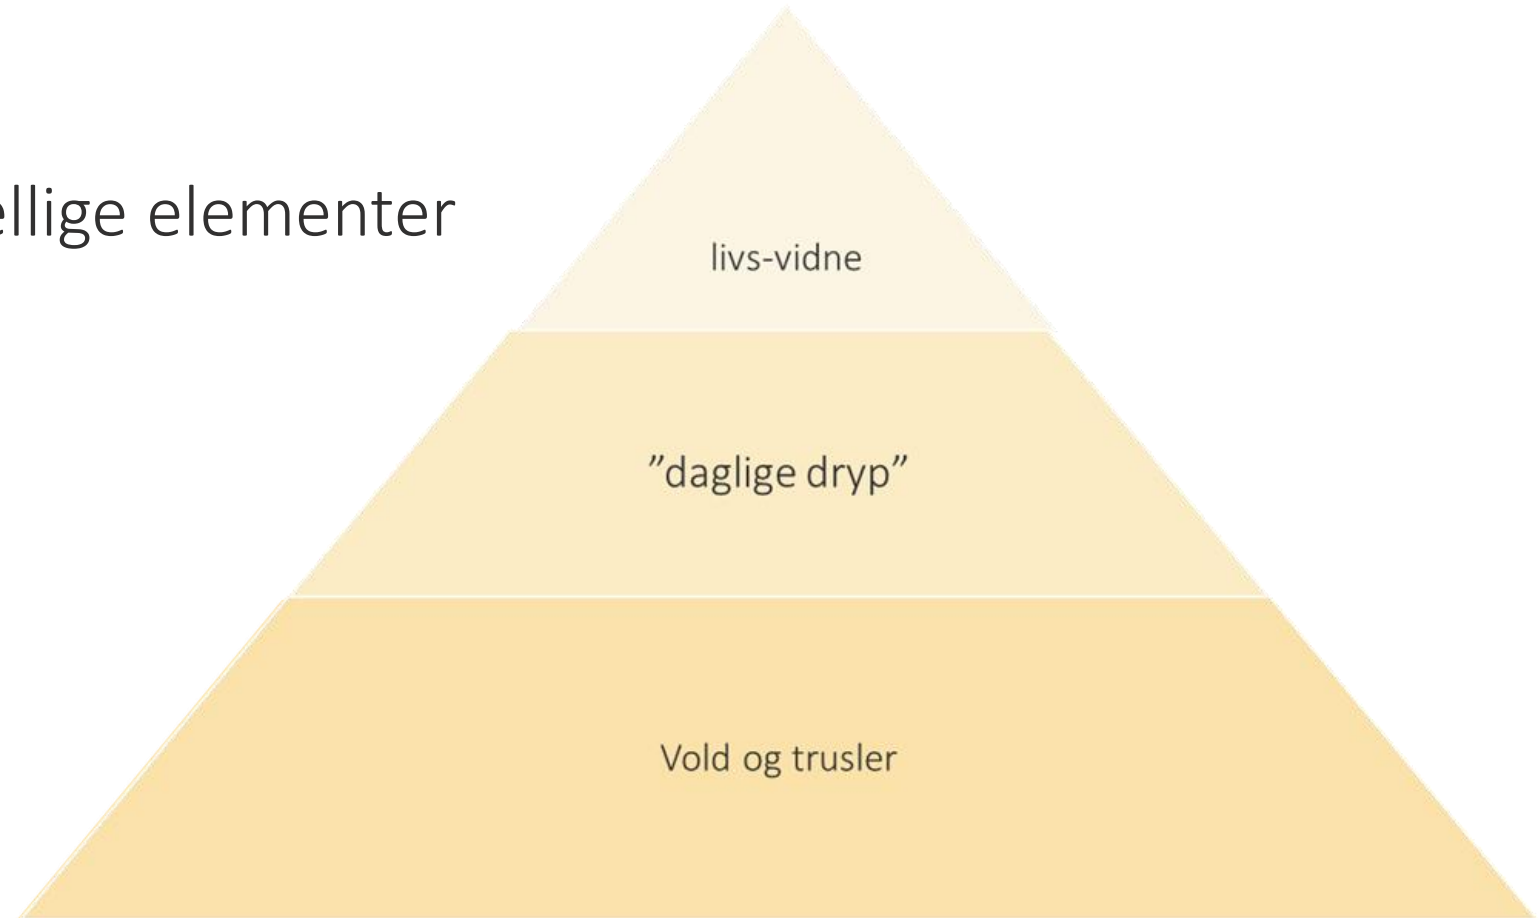 ellige elementer
livs-vidne
”daglige dryp”
Vold og trusler